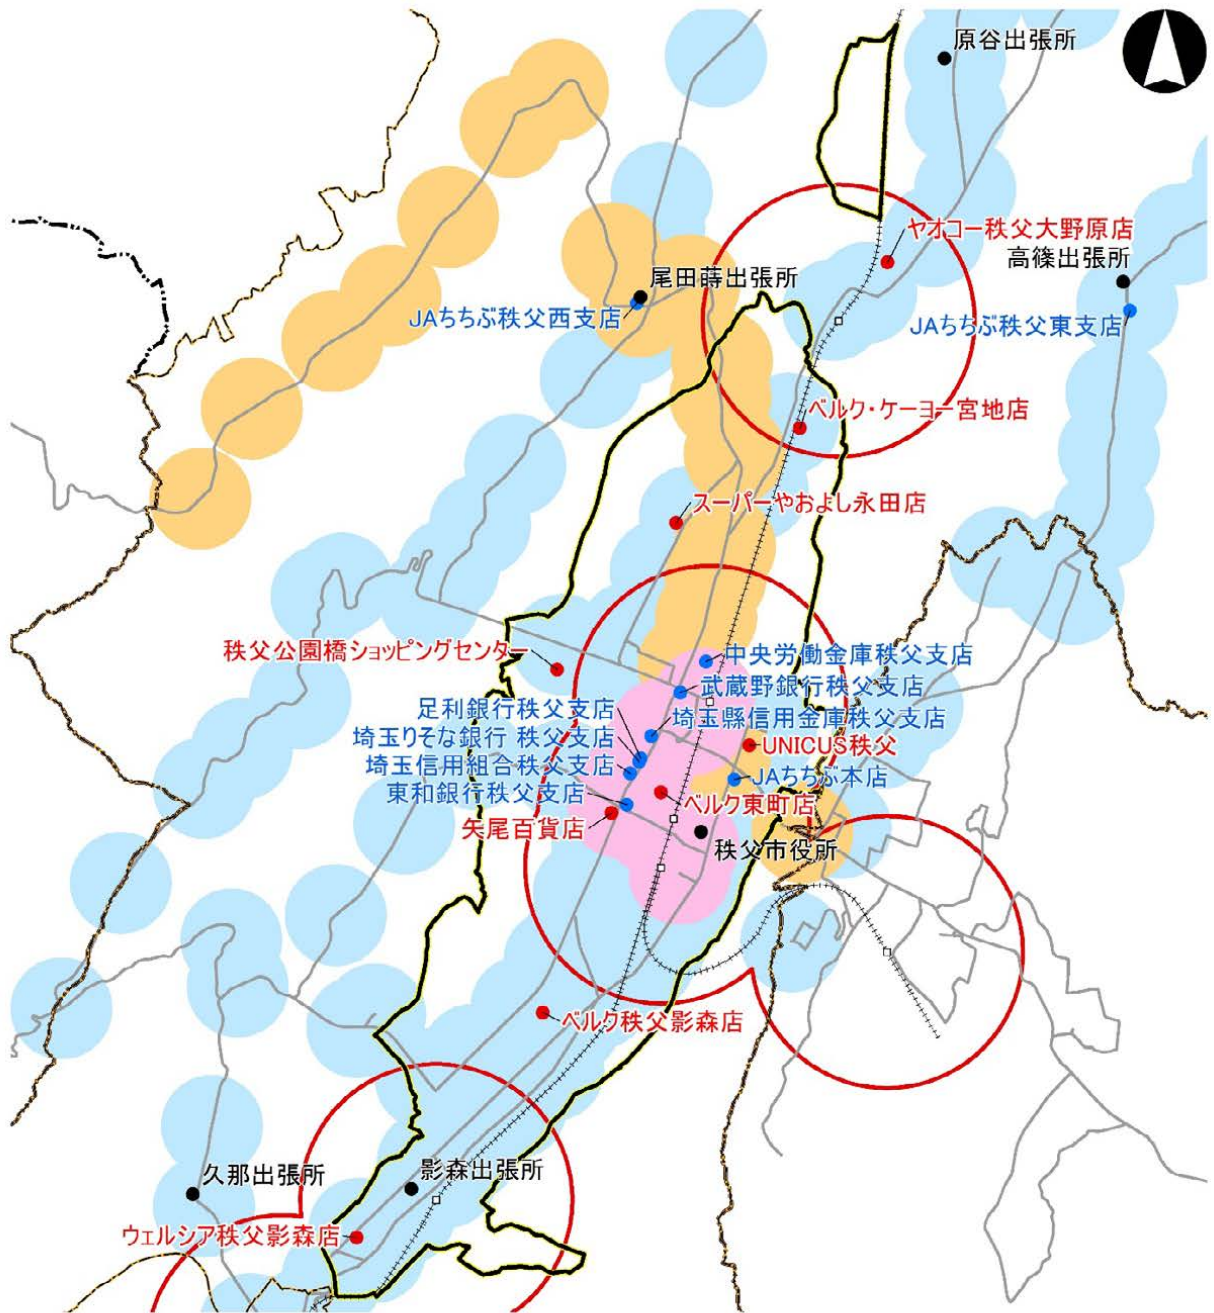 原谷出張所
ヤオコー秩父大野原店
高篠出張所
尾田蒔出張所
JAちちぶ秩父西支店
JAちちぶ秩父東支店
ベルク・ケーヨー宮地店
スーパーやおよし永田店
秩父公園橋ショッピングセンター
中央労働金庫秩父支店
武蔵野銀行秩父支店
足利銀行秩父支店
埼玉縣信用金庫秩父支店
埼玉りそな銀行 秩父支店
UNICUS秩父
埼玉信用組合秩父支店
JAちちぶ本店
東和銀行秩父支店
ベルク東町店
矢尾百貨店
秩父市役所
ベルク秩父影森店
久那出張所
影森出張所
ウェルシア秩父影森店